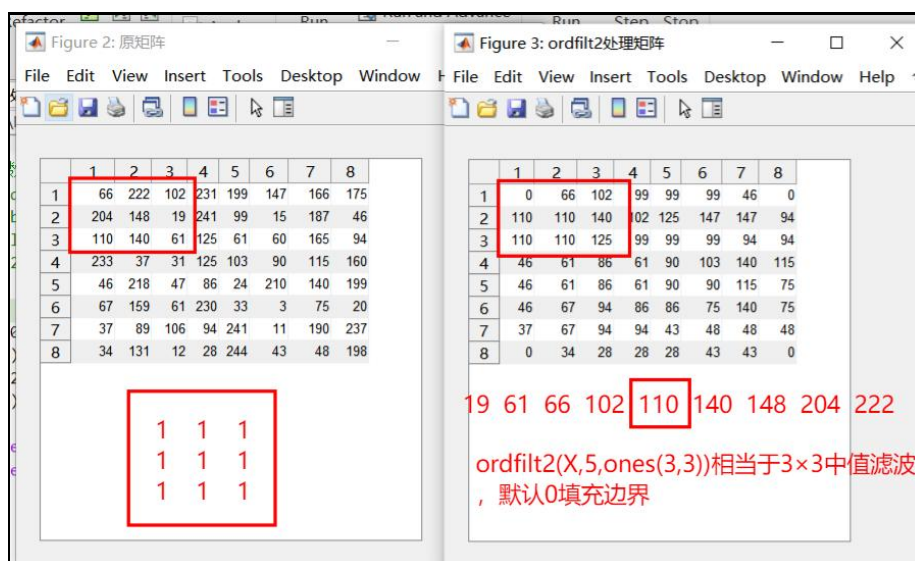 Run
Run and Advance
Run Step Stop
Figure 2: 原矩阵
File Edit View Insert Tools Desktop Window H
1 2 3 4 5 6 7 8
1 66 222 102 231 199 147 166 175
2 204 148 19 241 99 15 187 46
3 110 140 61 125 61 60 165 94
4 233 37 31 125 103 90 115 160
5 46 218 47 86 24 210 140 199
6 67 159 61 230 33 3 75 20
7 37 89 106 94 241 11 190 237
8 34 131 12 28 244 43 48 198
1 1 1
1 1 1
1 1 1
Figure 3: ordfilt2处理矩阵
File Edit View Insert Tools Desktop Window Help
1 2 3 4 5 6 7 8
1 0 66 102 99 99 99 46 0
2 110 110 140 102 125 147 147 94
3 110 110 125 99 99 94 94 94
4 46 61 86 61 90 103 140 115
5 46 61 86 61 90 90 115 75
6 46 67 94 86 86 75 140 75
7 37 67 94 94 43 48 48 48
8 0 34 28 28 28 43 43 0
19 61 66 102 110 140 148 204 222
ordfilt2(X,5,ones(3,3))相当于3×3中值滤波
，默认0填充边界